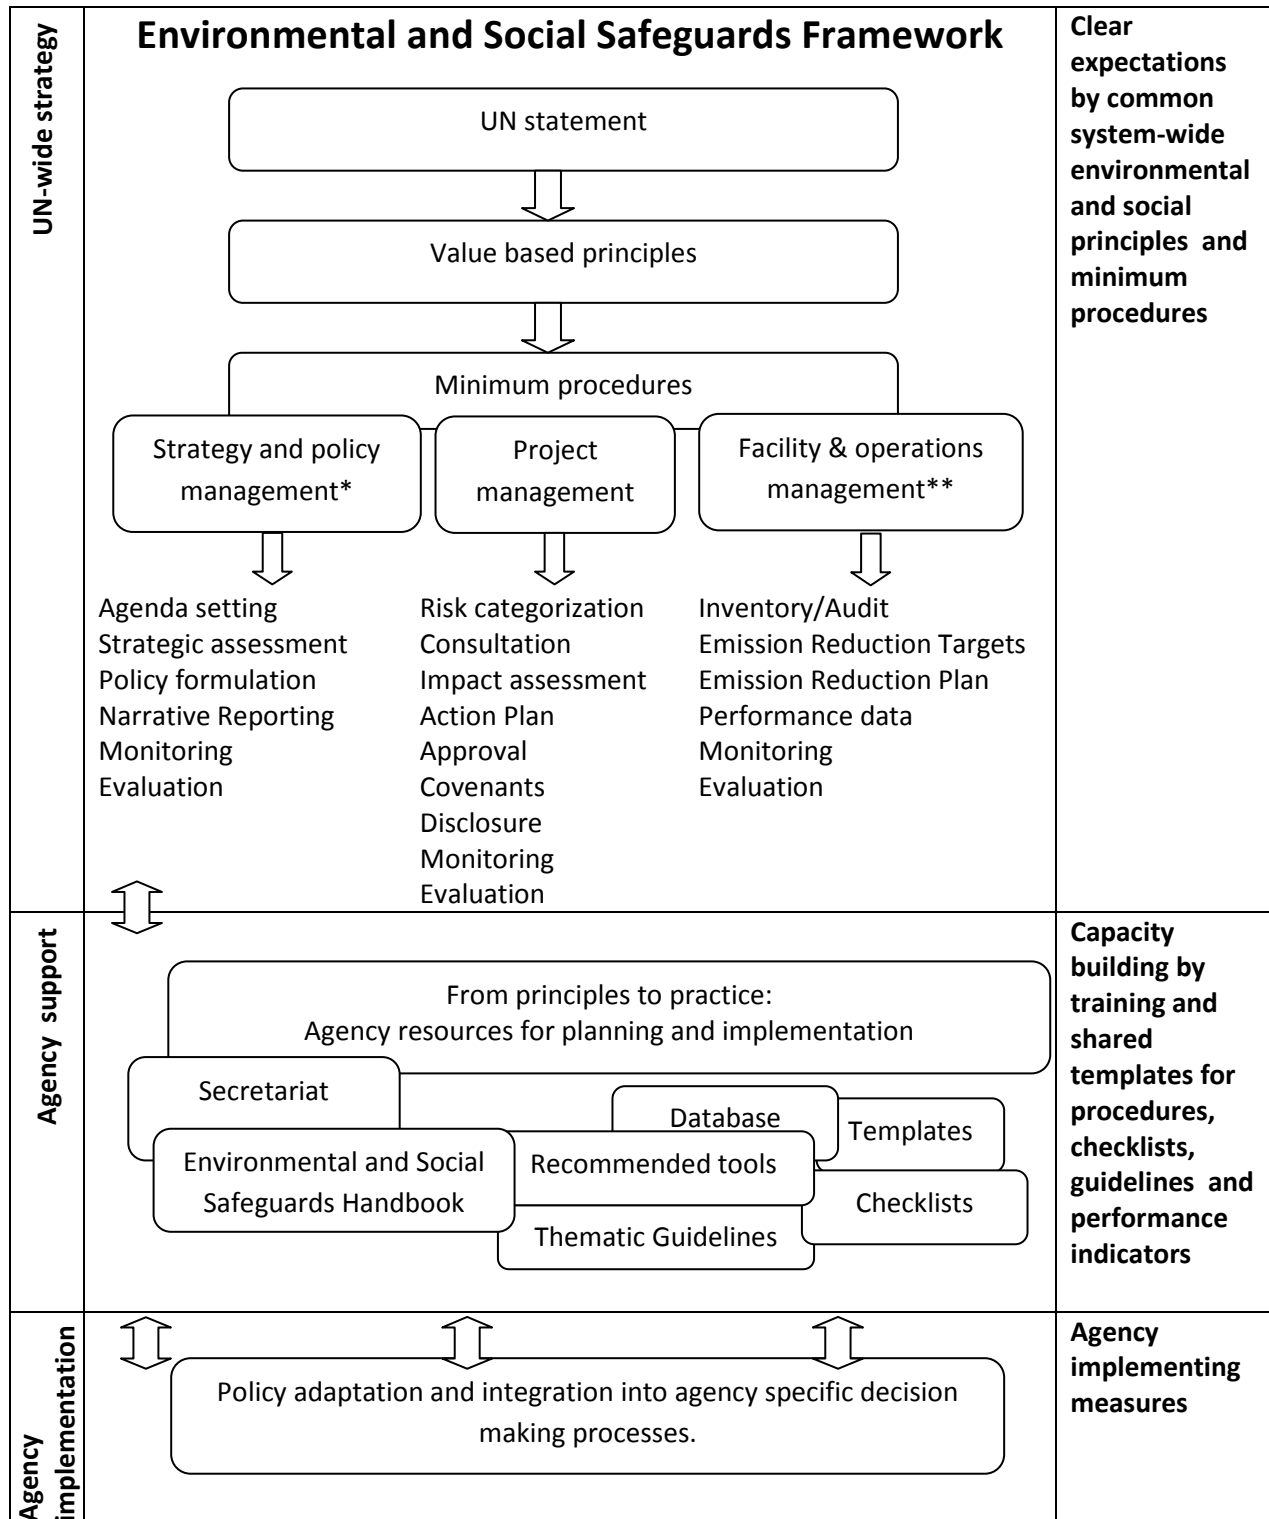 UN-wide strategy
Environmental and Social Safeguards Framework
UN statement
Value based principles
Minimum procedures
Strategy and policy
management*
Project
management
Facility & operations
management**
Agenda setting
Strategic assessment
Policy formulation
Narrative Reporting
Monitoring
Evaluation
Risk categorization
Consultation
Impact assessment
Action Plan
Approval
Covenants
Disclosure
Monitoring
Evaluation
Inventory/Audit
Emission Reduction Targets
Emission Reduction Plan
Performance data
Monitoring
Evaluation
Clear
expectations
by common
system-wide
environmental
and social
principles and
minimum
procedures
Agency support
From principles to practice:
Agency resources for planning and implementation
Secretariat
Environmental and Social
Safeguards Handbook
Database
Recommended tools
Thematic Guidelines
Templates
Checklists
Capacity
building by
training and
shared
templates for
procedures,
checklists,
guidelines and
performance
indicators
Agency
implementation
Policy adaptation and integration into agency specific decision
making processes.
Agency
implementing
measures